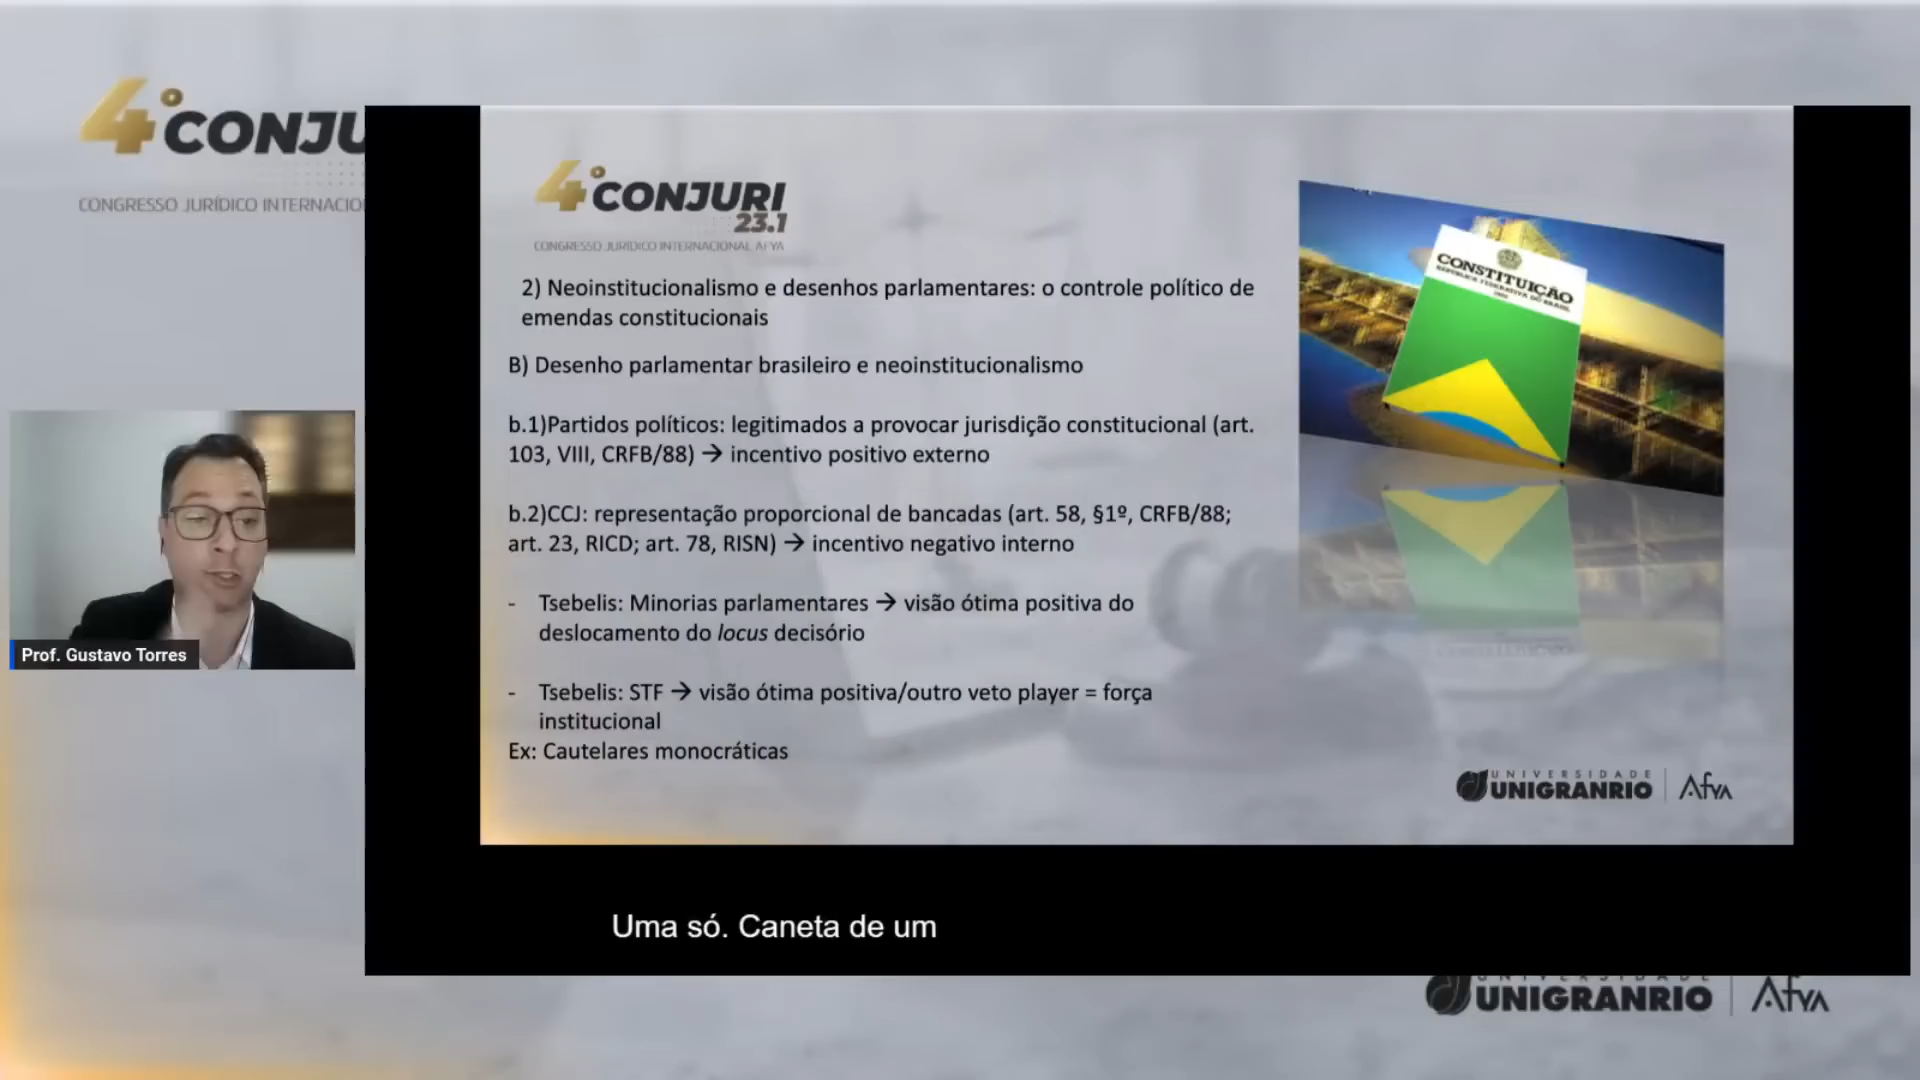 4º CONJU
CONGRESSO JURÍDICO INTERNACIO
4º CONJURI
23.1
CONGRESSO JURÍDICO INTERNACIONAL AFYA
2) Neoinstitucionalismo e desenhos parlamentares: o controle político de
emendas constitucionais
B) Desenho parlamentar brasileiro e neoinstitucionalismo
b.1)Partidos políticos: legitimados a provocar jurisdição constitucional (art.
103, VIII, CRFB/88) → incentivo positivo externo
b.2)CCJ: representação proporcional de bancadas (art. 58, §1º, CRFB/88;
art. 23, RICD; art. 78, RISN) → incentivo negativo interno
- Tsebelis: Minorias parlamentares → visão ótima positiva do
deslocamento do locus decisório
- Tsebelis: STF → visão ótima positiva/outro veto player = força
institucional
Ex: Cautelares monocráticas
CONSTITUIÇÃO
REPÚBLICA FEDERATIVA DO BRASIL
UNIVERSIDADE
UNIGRANRIO
Afya
Prof. Gustavo Torres
Uma só. Caneta de um
UNIVERSIDADE
UNIGRANRIO
Afya